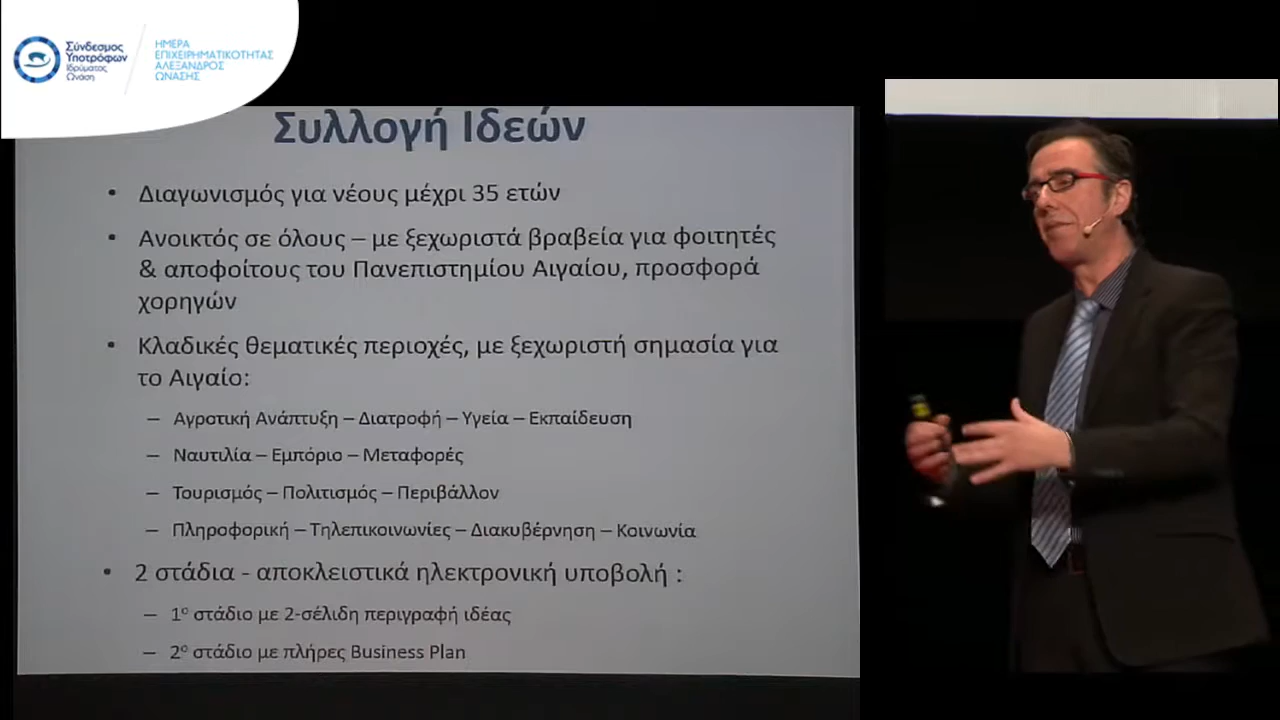 Σύνδεσμος
Υποτρόφων
Ιδρύματος
Ωνάση
ΗΜΕΡΑ
ΕΠΙΧΕΙΡΗΜΑΤΙΚΟΤΗΤΑΣ
ΑΛΕΞΑΝΔΡΟΣ
ΩΝΑΣΗΣ
Συλλογή Ιδεών
• Διαγωνισμός για νέους μέχρι 35 ετών
• Ανοικτός σε όλους – με ξεχωριστά βραβεία για φοιτητές
& αποφοίτους του Πανεπιστημίου Αιγαίου, προσφορά
χορηγών
• Κλαδικές θεματικές περιοχές, με ξεχωριστή σημασία για
το Αιγαίο:
– Αγροτική Ανάπτυξη – Διατροφή – Υγεία – Εκπαίδευση
– Ναυτιλία – Εμπόριο – Μεταφορές
– Τουρισμός – Πολιτισμός – Περιβάλλον
– Πληροφορική – Τηλεπικοινωνίες – Διακυβέρνηση – Κοινωνία
• 2 στάδια - αποκλειστικά ηλεκτρονική υποβολή :
– 1ο στάδιο με 2-σέλιδη περιγραφή ιδέας
– 2ο στάδιο με πλήρες Business Plan